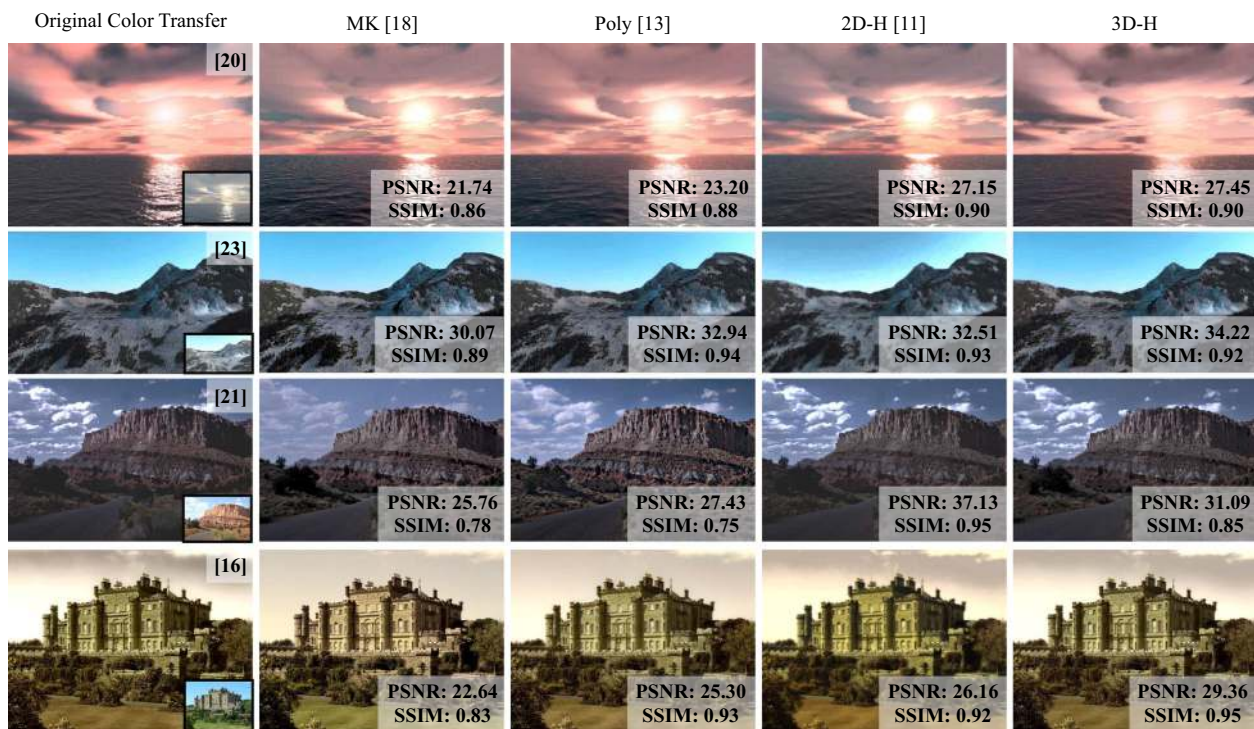 Original Color Transfer
MK [18]
Poly [13]
2D-H [11]
3D-H
[20]
PSNR: 21.74
SSIM: 0.86
PSNR: 23.20
SSIM 0.88
PSNR: 27.15
SSIM: 0.90
PSNR: 27.45
SSIM: 0.90
[23]
PSNR: 30.07
SSIM: 0.89
PSNR: 32.94
SSIM: 0.94
PSNR: 32.51
SSIM: 0.93
PSNR: 34.22
SSIM: 0.92
[21]
PSNR: 25.76
SSIM: 0.78
PSNR: 27.43
SSIM: 0.75
PSNR: 37.13
SSIM: 0.95
PSNR: 31.09
SSIM: 0.85
[16]
PSNR: 22.64
SSIM: 0.83
PSNR: 25.30
SSIM: 0.93
PSNR: 26.16
SSIM: 0.92
PSNR: 29.36
SSIM: 0.95